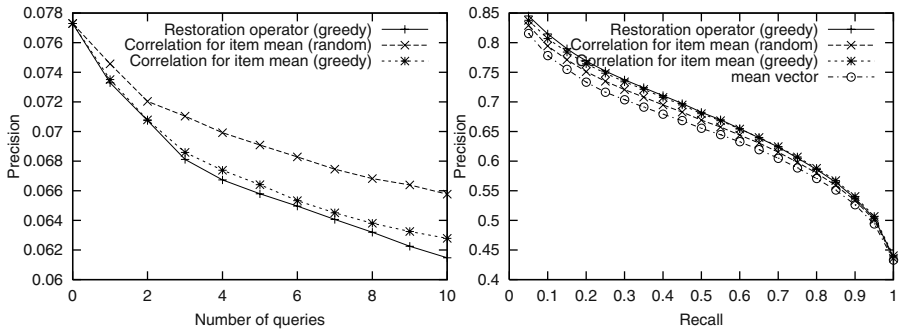 0.078
0.076
0.074
0.072
0.07
0.068
0.066
0.064
0.062
0.06
Precision
0 2 4 6 8 10
Number of queries
Restoration operator (greedy)
Correlation for item mean (random)
Correlation for item mean (greedy)
0.85
0.8
0.75
0.7
0.65
0.6
0.55
0.5
0.45
0.4
Precision
0 0.1 0.2 0.3 0.4 0.5 0.6 0.7 0.8 0.9 1
Recall
Restoration operator (greedy)
Correlation for item mean (random)
Correlation for item mean (greedy)
mean vector